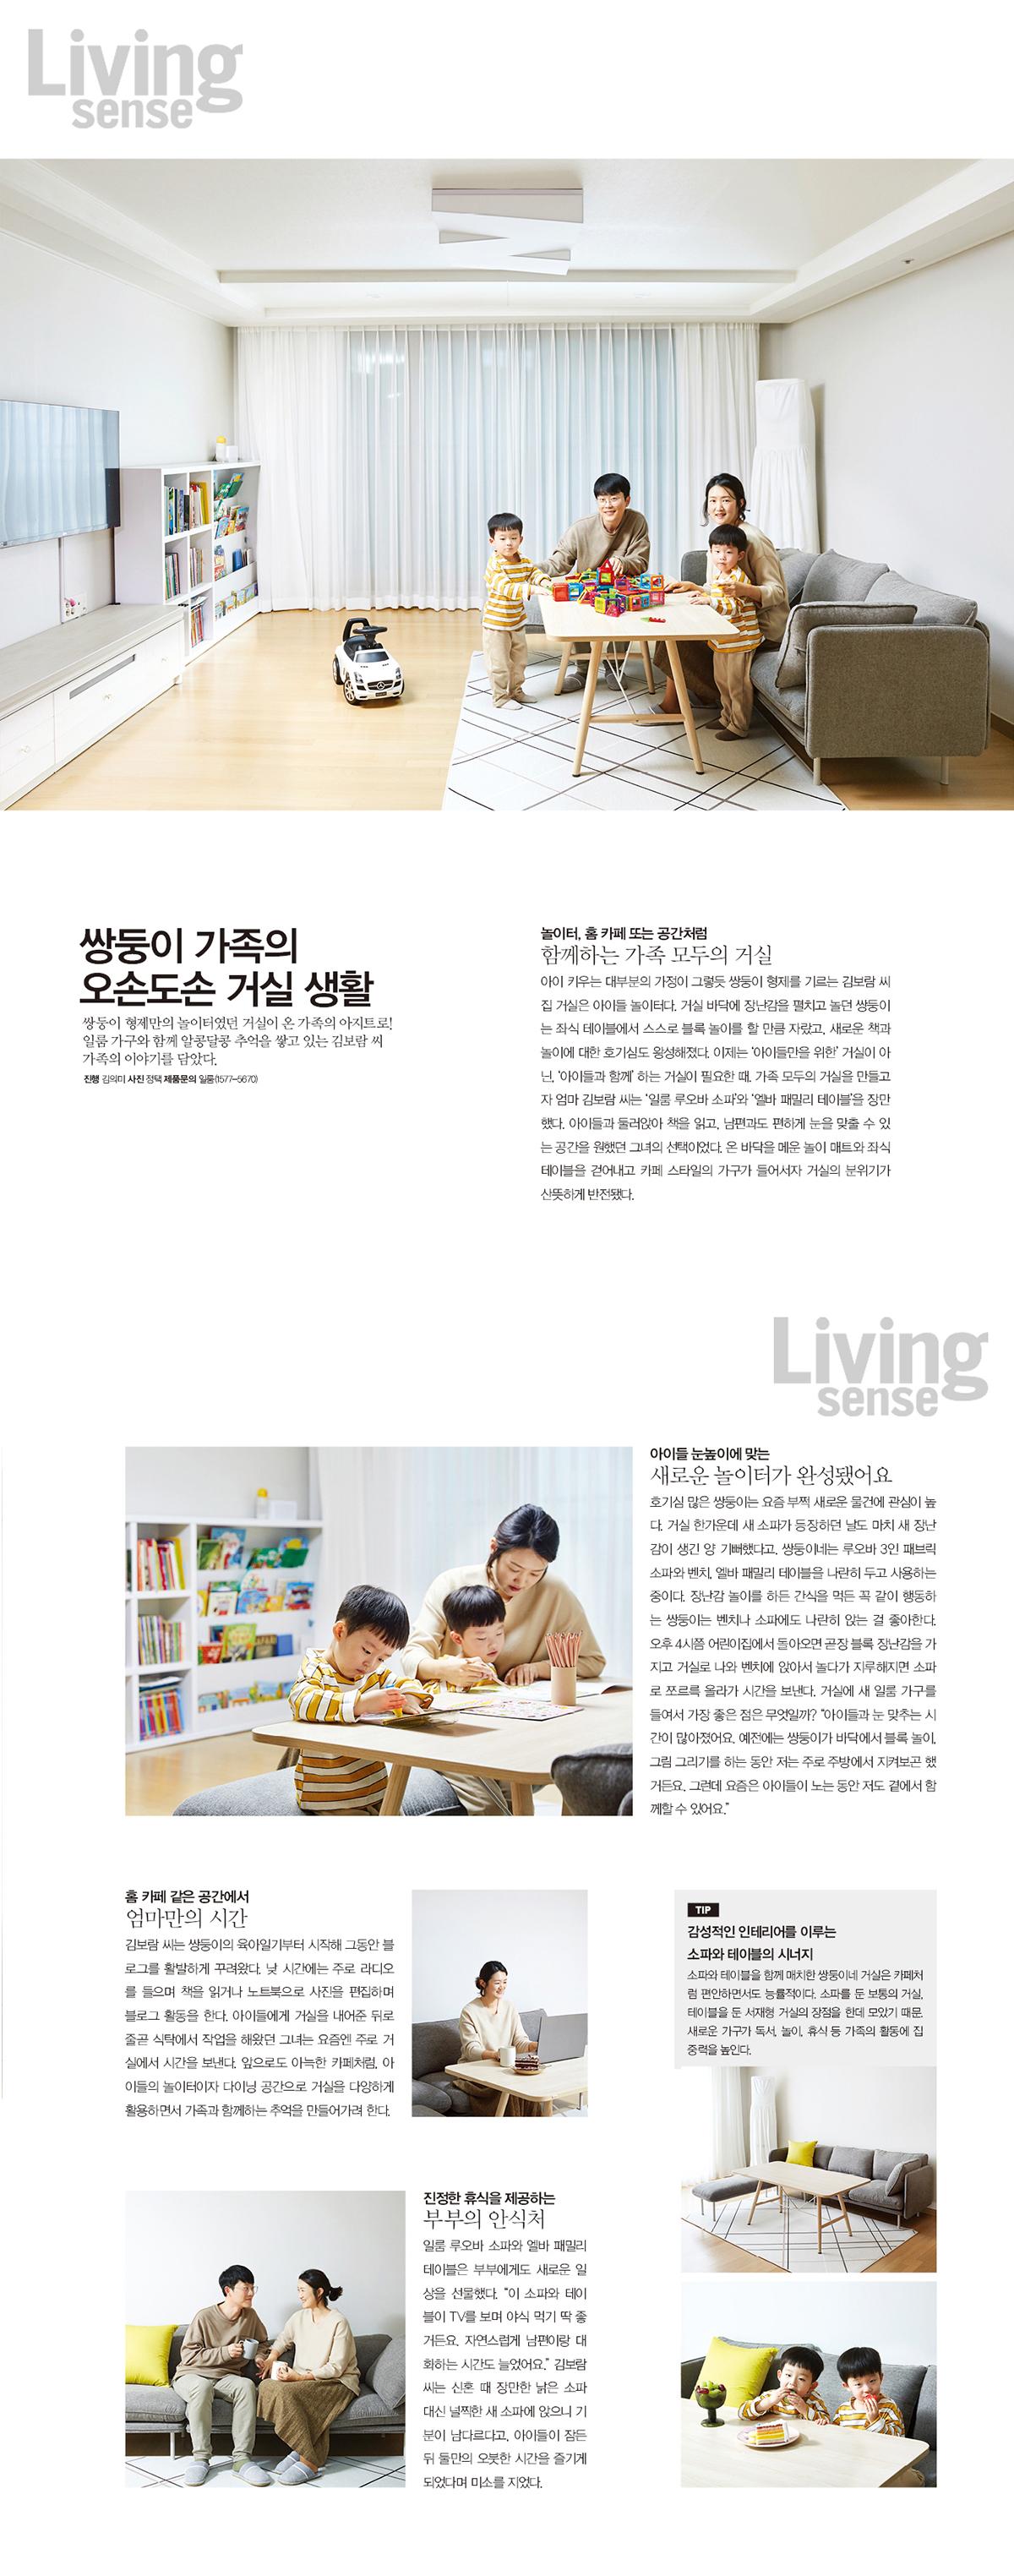 Living
sense
쌍둥이 가족의
오손도손 거실 생활
쌍둥이 형제만의 놀이터였던 거실이 온 가족의 아지트로!
일룸 가구와 함께 알콩달콩 추억을 쌓고 있는 김보람 씨
가족의 이야기를 담았다.
진행 김의미 사진 정택 제품문의 일룸(1577-5670)
놀이터, 홈 카페 또는 공간처럼
함께하는 가족 모두의 거실
아이 키우는 대부분의 가정이 그렇듯 쌍둥이 형제를 기르는 김보람 씨
집 거실은 아이들 놀이터다. 거실 바닥에 장난감을 펼치고 놀던 쌍둥이
는 좌식 테이블에서 스스로 블록 놀이를 할 만큼 자랐고, 새로운 책과
놀이에 대한 호기심도 왕성해졌다. 이제는 ‘아이들만을 위한’ 거실이 아
닌, ‘아이들과 함께’ 하는 거실이 필요한 때. 가족 모두의 거실을 만들고
자 엄마 김보람 씨는 ‘일룸 루오바 소파’와 ‘엘바 패밀리 테이블’을 장만
했다. 아이들과 둘러앉아 책을 읽고, 남편과도 편하게 눈을 맞출 수 있
는 공간을 원했던 그녀의 선택이었다. 온 바닥을 메운 놀이 매트와 좌식
테이블을 걷어내고 카페 스타일의 가구가 들어서자 거실의 분위기가
산뜻하게 반전됐다.
Living
sense
아이들 눈높이에 맞는
새로운 놀이터가 완성됐어요
호기심 많은 쌍둥이는 요즘 부쩍 새로운 물건에 관심이 높
다. 거실 한가운데 새 소파가 등장하던 날도 마치 새 장난
감이 생긴 양 기뻐했다고. 쌍둥이네는 루오바 3인 패브릭
소파와 벤치, 엘바 패밀리 테이블을 나란히 두고 사용하는
중이다. 장난감 놀이를 하든 간식을 먹든 꼭 같이 행동하
는 쌍둥이는 벤치나 소파에도 나란히 앉는 걸 좋아한다.
오후 4시쯤 어린이집에서 돌아오면 곧장 블록 장난감을 가
지고 거실로 나와 벤치에 앉아서 놀다가 지루해지면 소파
로 쪼르륵 올라가 시간을 보낸다. 거실에 새 일룸 가구를
들여서 가장 좋은 점은 무엇일까? “아이들과 눈 맞추는 시
간이 많아졌어요. 예전에는 쌍둥이가 바닥에서 블록 놀이,
그림 그리기를 하는 동안 저는 주로 주방에서 지켜보곤 했
거든요. 그런데 요즘은 아이들이 노는 동안 저도 곁에서 함
께할 수 있어요.”
홈 카페 같은 공간에서
엄마만의 시간
김보람 씨는 쌍둥이의 육아일기부터 시작해 그동안 블
로그를 활발하게 꾸려왔다. 낮 시간에는 주로 라디오
를 들으며 책을 읽거나 노트북으로 사진을 편집하며
블로그 활동을 한다. 아이들에게 거실을 내어준 뒤로
줄곧 식탁에서 작업을 해왔던 그녀는 요즘엔 주로 거
실에서 시간을 보낸다. 앞으로도 아늑한 카페처럼, 아
이들의 놀이터이자 다이닝 공간으로 거실을 다양하게
활용하면서 가족과 함께하는 추억을 만들어가려 한다.
TIP
감성적인 인테리어를 이루는
소파와 테이블의 시너지
소파와 테이블을 함께 매치한 쌍둥이네 거실은 카페처
럼 편안하면서도 능률적이다. 소파를 둔 보통의 거실,
테이블을 둔 서재형 거실의 장점을 한데 모았기 때문.
새로운 가구가 독서, 놀이, 휴식 등 가족의 활동에 집
중력을 높인다.
진정한 휴식을 제공하는
부부의 안식처
일룸 루오바 소파와 엘바 패밀리
테이블은 부부에게도 새로운 일
상을 선물했다. “이 소파와 테이
블이 TV를 보며 야식 먹기 딱 좋
거든요. 자연스럽게 남편이랑 대
화하는 시간도 늘었어요.” 김보람
씨는 신혼 때 장만한 낡은 소파
대신 널찍한 새 소파에 앉으니 기
분이 남다르다고. 아이들이 잠든
뒤 둘만의 오붓한 시간을 즐기게
되었다며 미소를 지었다.